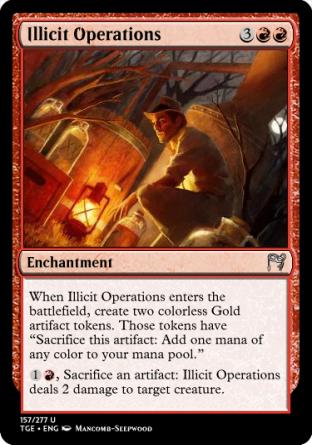 Illicit Operations 3
Enchantment
When Illicit Operations enters the
battlefield, create two colorless Gold
artifact tokens. Those tokens have
“Sacrifice this artifact: Add one mana of
any color to your mana pool.”
1, Sacrifice an artifact: Illicit Operations
deals 2 damage to target creature.
157/277 U
TGE • ENG Mancomb-Seepwood